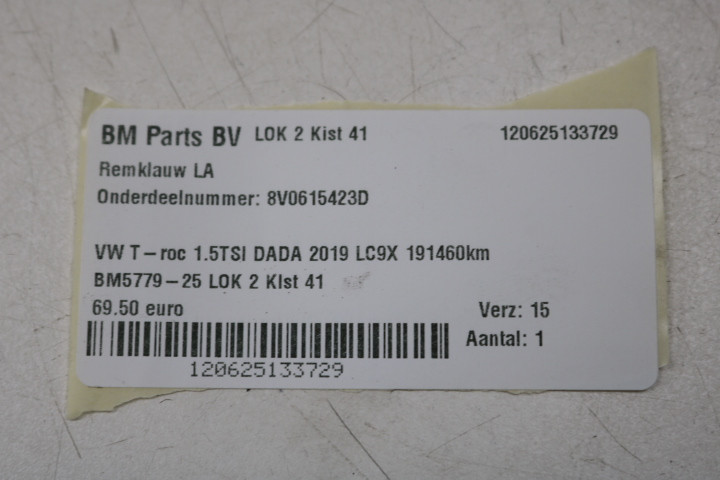 BM Parts BV LOK 2 Kist 41 120625133729
Remklauw LA
Onderdeelnummer: 8V0615423D
VW T-roc 1.5TSI DADA 2019 LC9X 191460km
BM5779-25 LOK 2 KIst 41
69.50 euro Verz: 15
Aantal: 1
120625133729